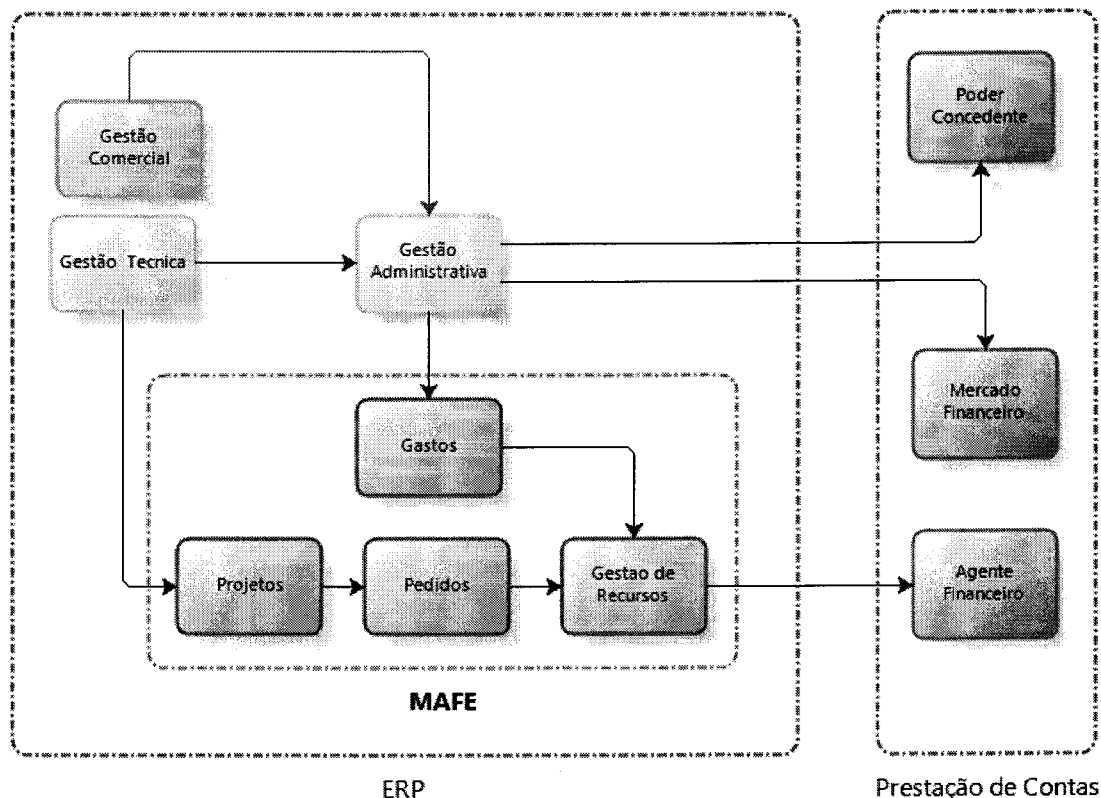 Gestão
Comercial
Gestão Tecnica
Gestão
Administrativa
Gastos
Projetos
Pedidos
Gestao de
Recursos
MAFE
ERP
Poder
Concedente
Mercado
Financeiro
Agente
Financeiro
Prestação de Contas